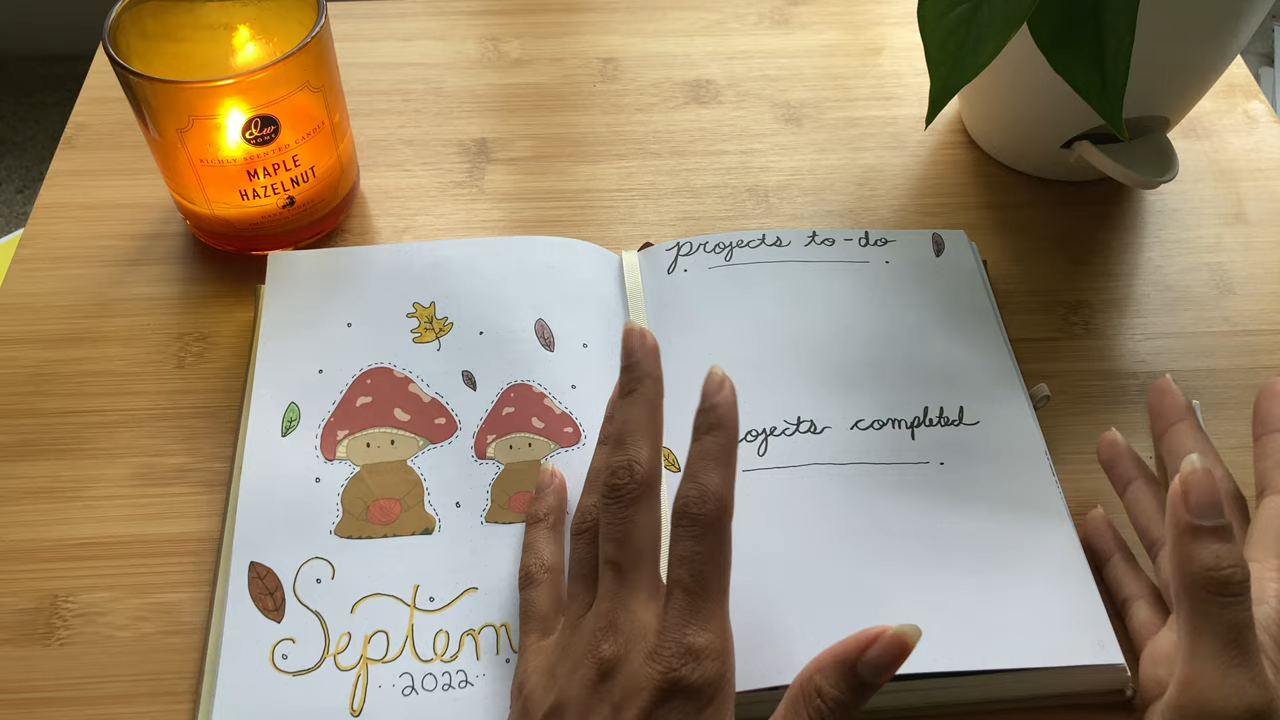 dw
HOME
RICHLY SCENTED CANDLE
MAPLE
HAZELNUT
Septem
2022
projects to-do
ojects completed